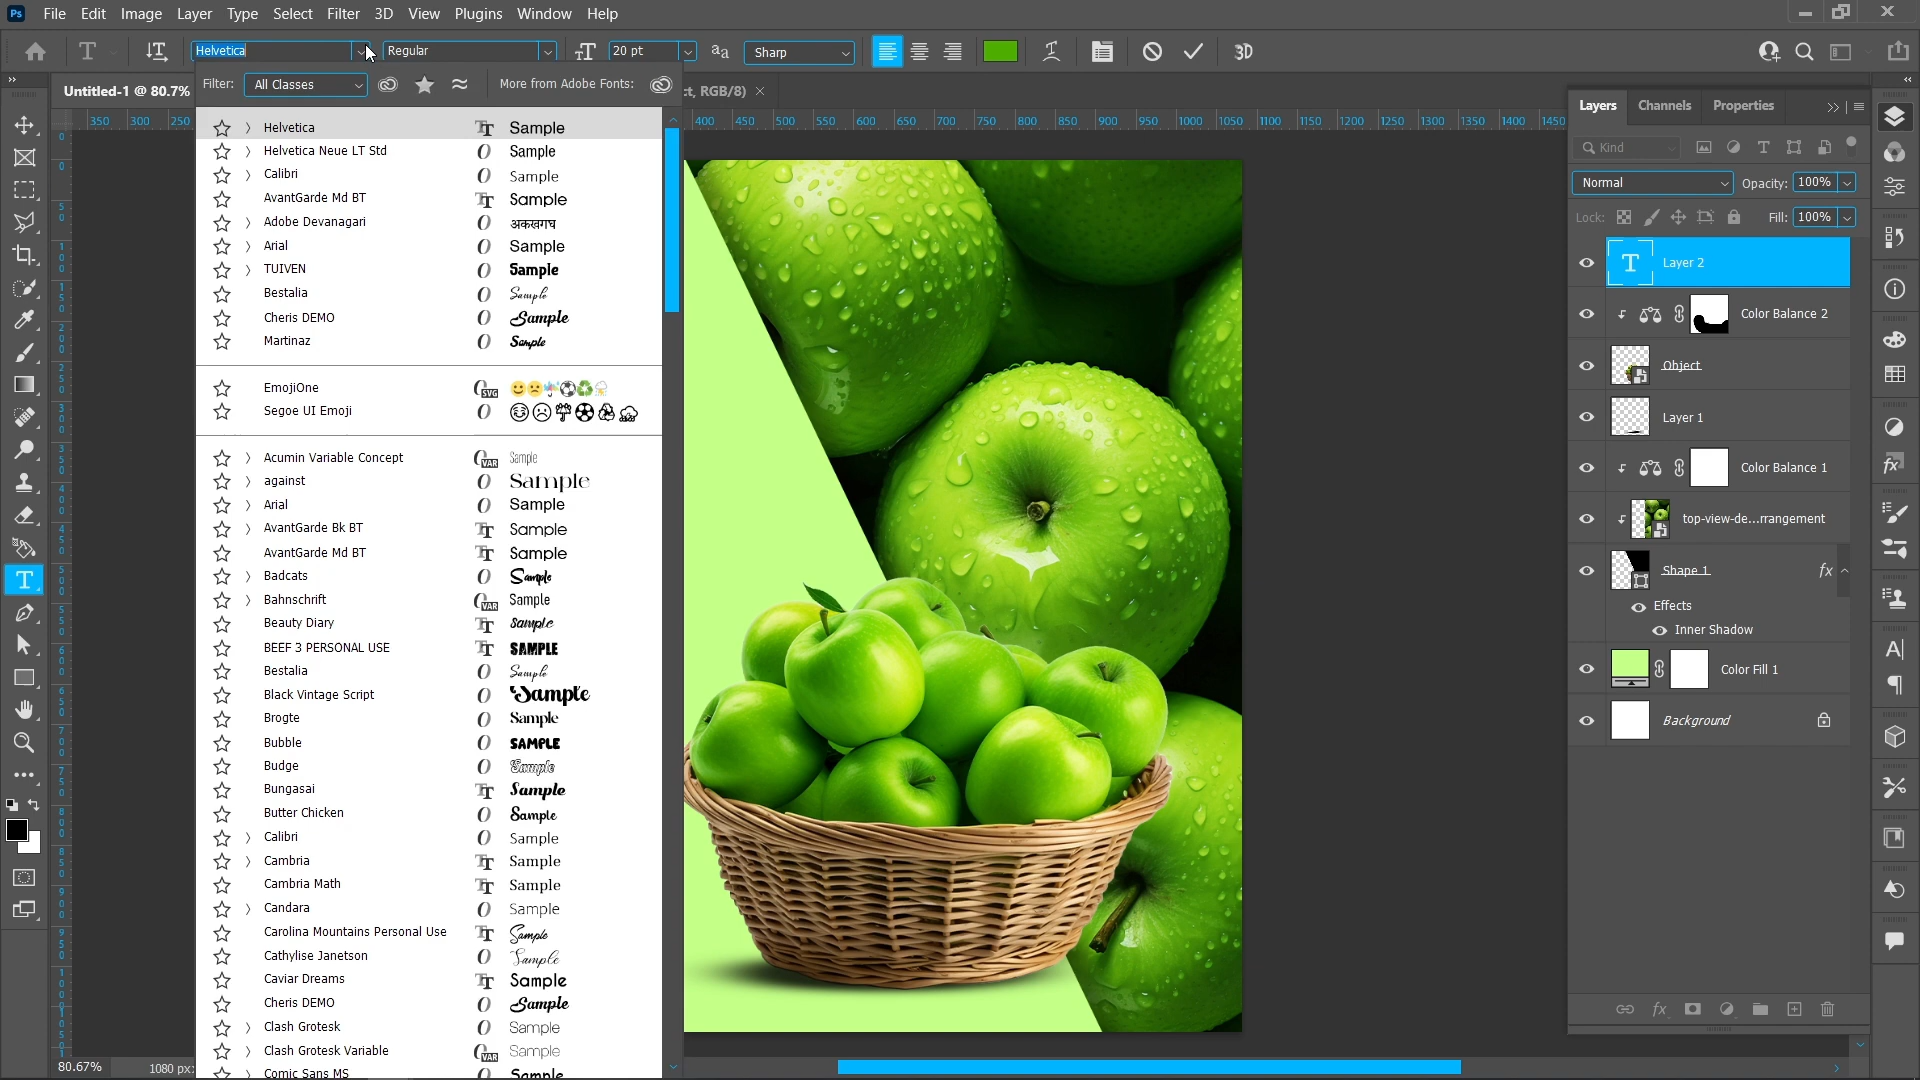 Ps File Edit Image Layer Type Select Filter 3D View Plugins Window Help
Helvetica Regular 20 pt aa Sharp 3D
Filter: All Classes More from Adobe Fonts:
Untitled-1 @ 80.7% ct, RGB/8)
350 300 250 400 450 500 550 600 650 700 750 800 850 900 950 1000 1050 1100 1150 1200 1250 1300 1350 1400 1450
Helvetica Sample
Helvetica Neue LT Std Sample
Calibri Sample
AvantGarde Md BT Sample
Adobe Devanagari अकखगघ
Arial Sample
TUIVEN Sample
Bestalia Sample
Cheris DEMO Sample
Martinaz Sample
EmojiOne
Segoe UI Emoji
Acumin Variable Concept Sample
against Sample
Arial Sample
AvantGarde Bk BT Sample
AvantGarde Md BT Sample
Badcats Sample
Bahnschrift Sample
Beauty Diary Sample
BEEF 3 PERSONAL USE SAMPLE
Bestalia Sample
Black Vintage Script Sample
Brogte Sample
Bubble SAMPLE
Budge Sample
Bungasai Sample
Butter Chicken Sample
Calibri Sample
Cambria Sample
Cambria Math Sample
Candara Sample
Carolina Mountains Personal Use Sample
Cathylise Janetson Sample
Caviar Dreams Sample
Cheris DEMO Sample
Clash Grotesk Sample
Clash Grotesk Variable Sample
Comic Sans MS Sample
80.67% 1080 px
Layers Channels Properties
Kind
Normal Opacity: 100%
Lock: Fill: 100%
Layer 2
Color Balance 2
Object
Layer 1
Color Balance 1
top-view-de...rrangement
Shape 1 fx
Effects
Inner Shadow
Color Fill 1
Background